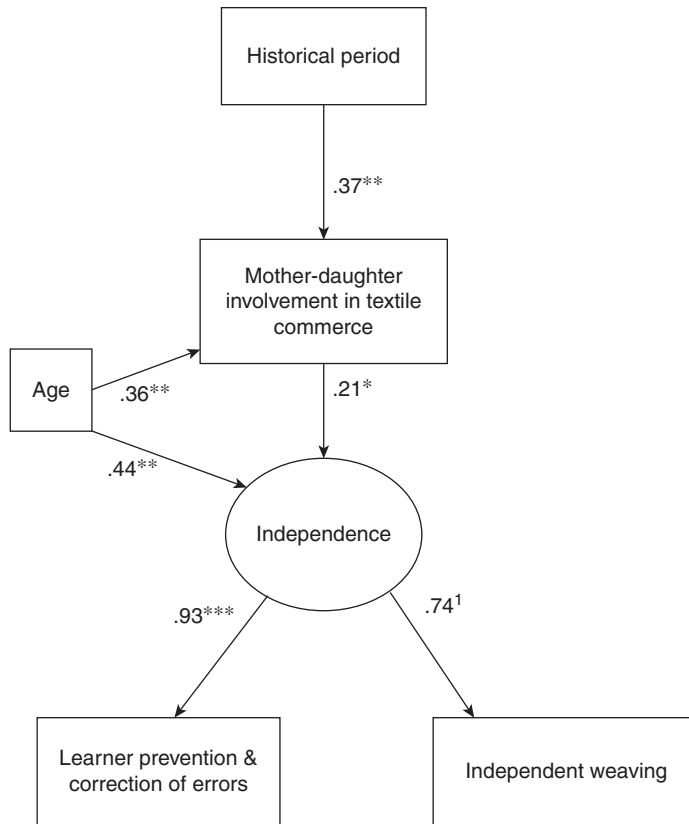 Historical period
.37**
Mother-daughter
involvement in textile
commerce
Age
.36**
.21*
.44**
Independence
.93***
.74¹
Learner prevention &
correction of errors
Independent weaving